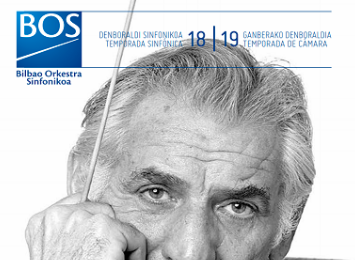 BOS
Bilbao Orkestra
Sinfonikoa
DENBORALDI SINFONIKOA
TEMPORADA SINFÓNICA
18 | 19
GANBERAKO DENBORALDIA
TEMPORADA DE CÁMARA